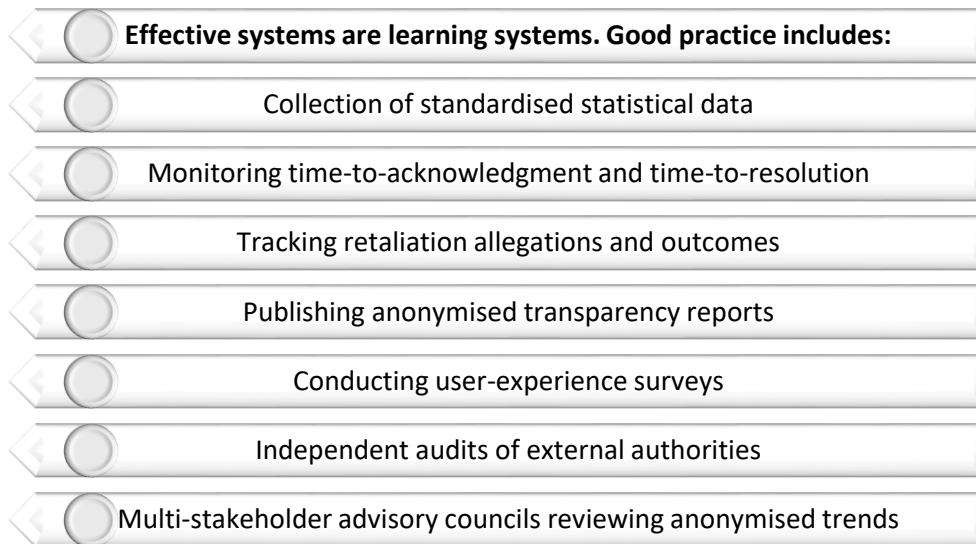 Effective systems are learning systems. Good practice includes:
Collection of standardised statistical data
Monitoring time-to-acknowledgment and time-to-resolution
Tracking retaliation allegations and outcomes
Publishing anonymised transparency reports
Conducting user-experience surveys
Independent audits of external authorities
Multi-stakeholder advisory councils reviewing anonymised trends